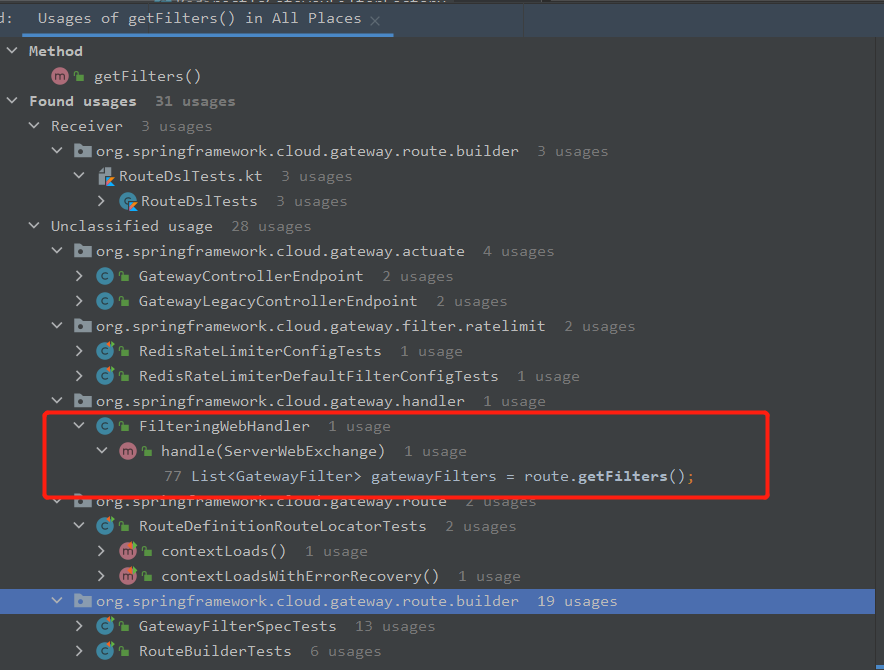 d: Usages of getFilters() in All Places
Method
m getFilters()
Found usages 31 usages
Receiver 3 usages
org.springframework.cloud.gateway.route.builder 3 usages
RouteDslTests.kt 3 usages
RouteDslTests 3 usages
Unclassified usage 28 usages
org.springframework.cloud.gateway.actuate 4 usages
C GatewayControllerEndpoint 2 usages
C GatewayLegacyControllerEndpoint 2 usages
org.springframework.cloud.gateway.filter.ratelimit 2 usages
C RedisRateLimiterConfigTests 1 usage
C RedisRateLimiterDefaultFilterConfigTests 1 usage
org.springframework.cloud.gateway.handler 1 usage
C FilteringWebHandler 1 usage
m handle(ServerWebExchange) 1 usage
77 List<GatewayFilter> gatewayFilters = route.getFilters();
org.springframework.cloud.gateway.route 2 usages
C RouteDefinitionRouteLocatorTests 2 usages
m contextLoads() 1 usage
m contextLoadsWithErrorRecovery() 1 usage
org.springframework.cloud.gateway.route.builder 19 usages
C GatewayFilterSpecTests 13 usages
C RouteBuilderTests 6 usages